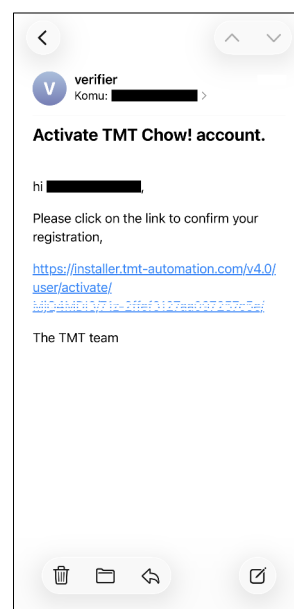 V
verifier
Komu:
Activate TMT Chow! account.
hi ,
Please click on the link to confirm your
registration,
https://installer.tmt-automation.com/v4.0/
user/activate/
The TMT team